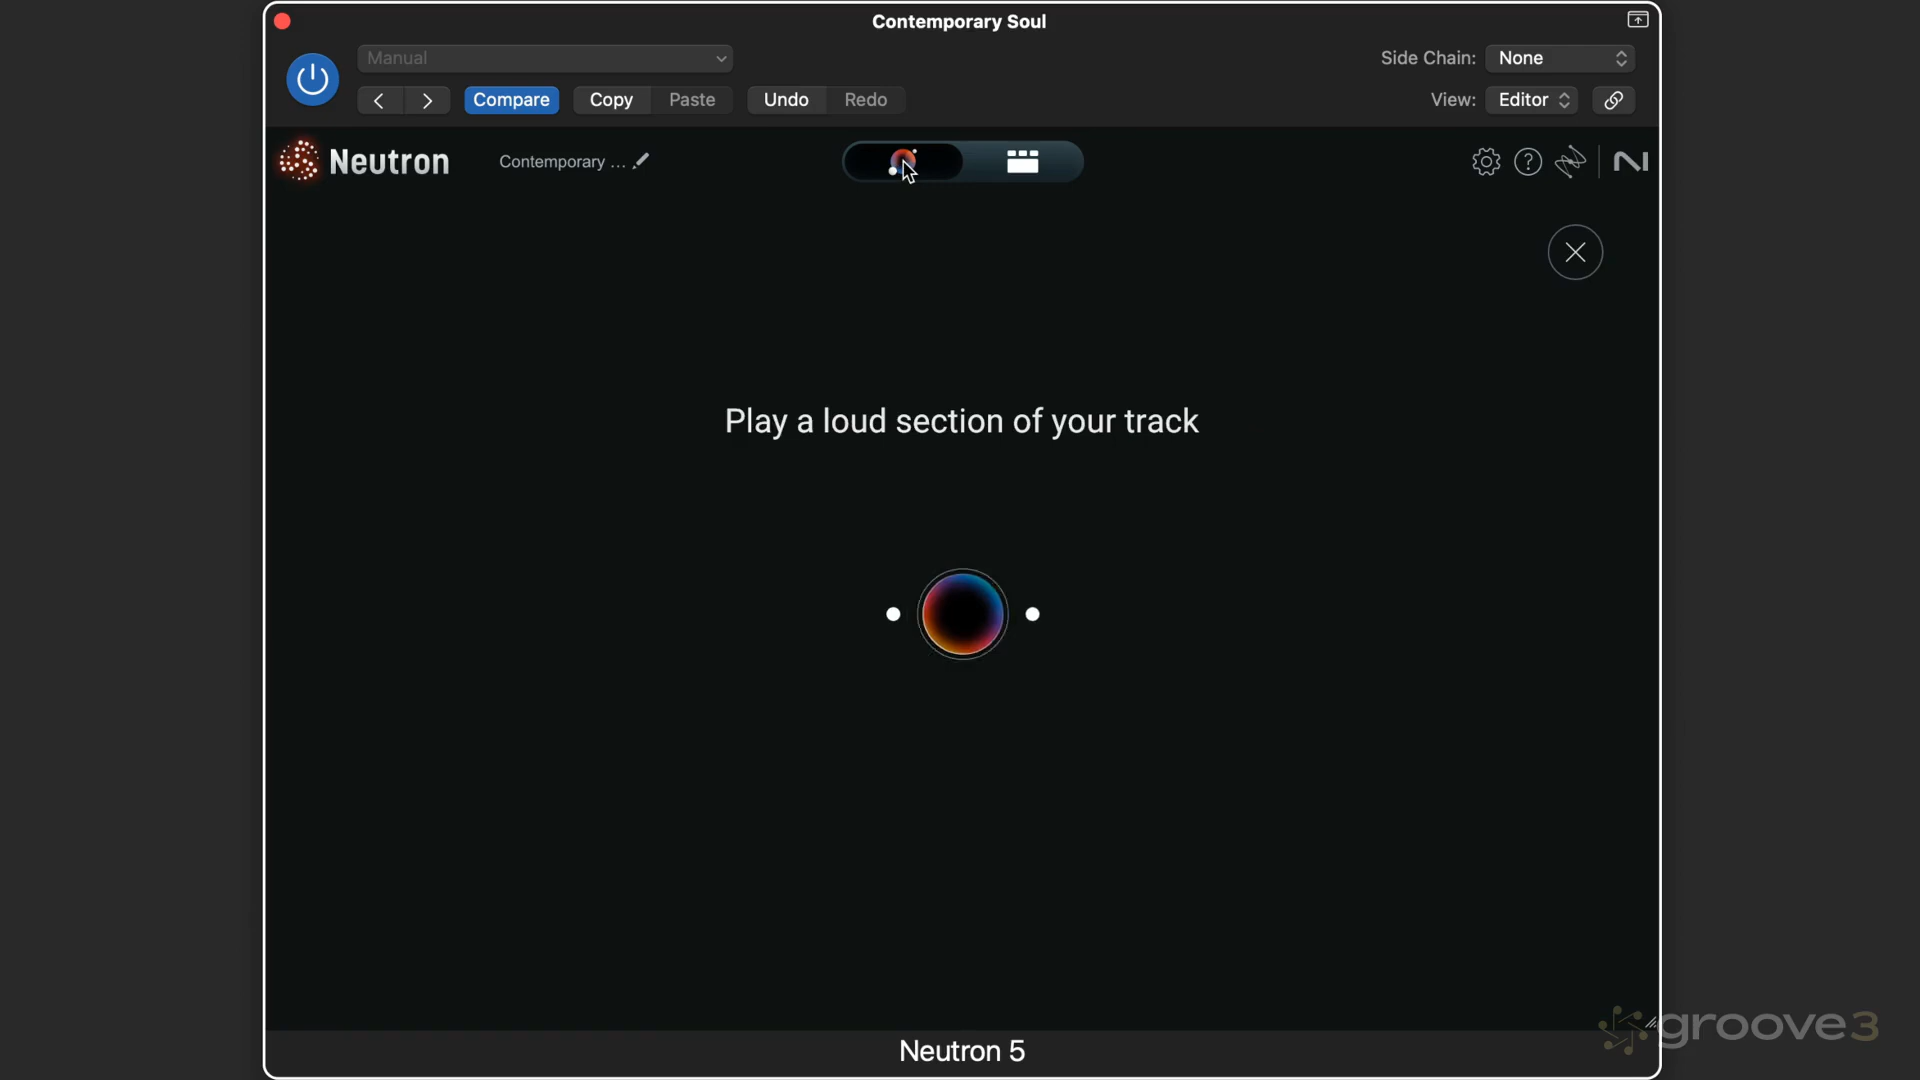 Contemporary Soul
Manual
Side Chain: None
Compare Copy Paste Undo Redo
View: Editor
Neutron Contemporary ...
Play a loud section of your track
groove3
Neutron 5